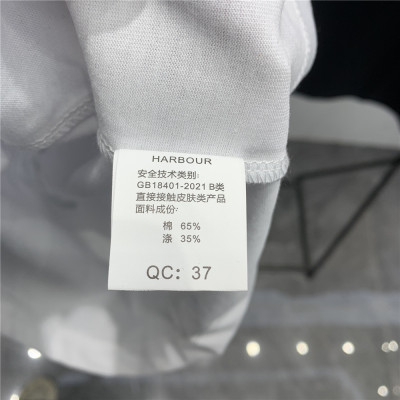 HARBOUR
安全技术类别:
GB18401-2021 B类
直接接触皮肤类产品
面料成份:
棉 65%
涤 35%
QC: 37